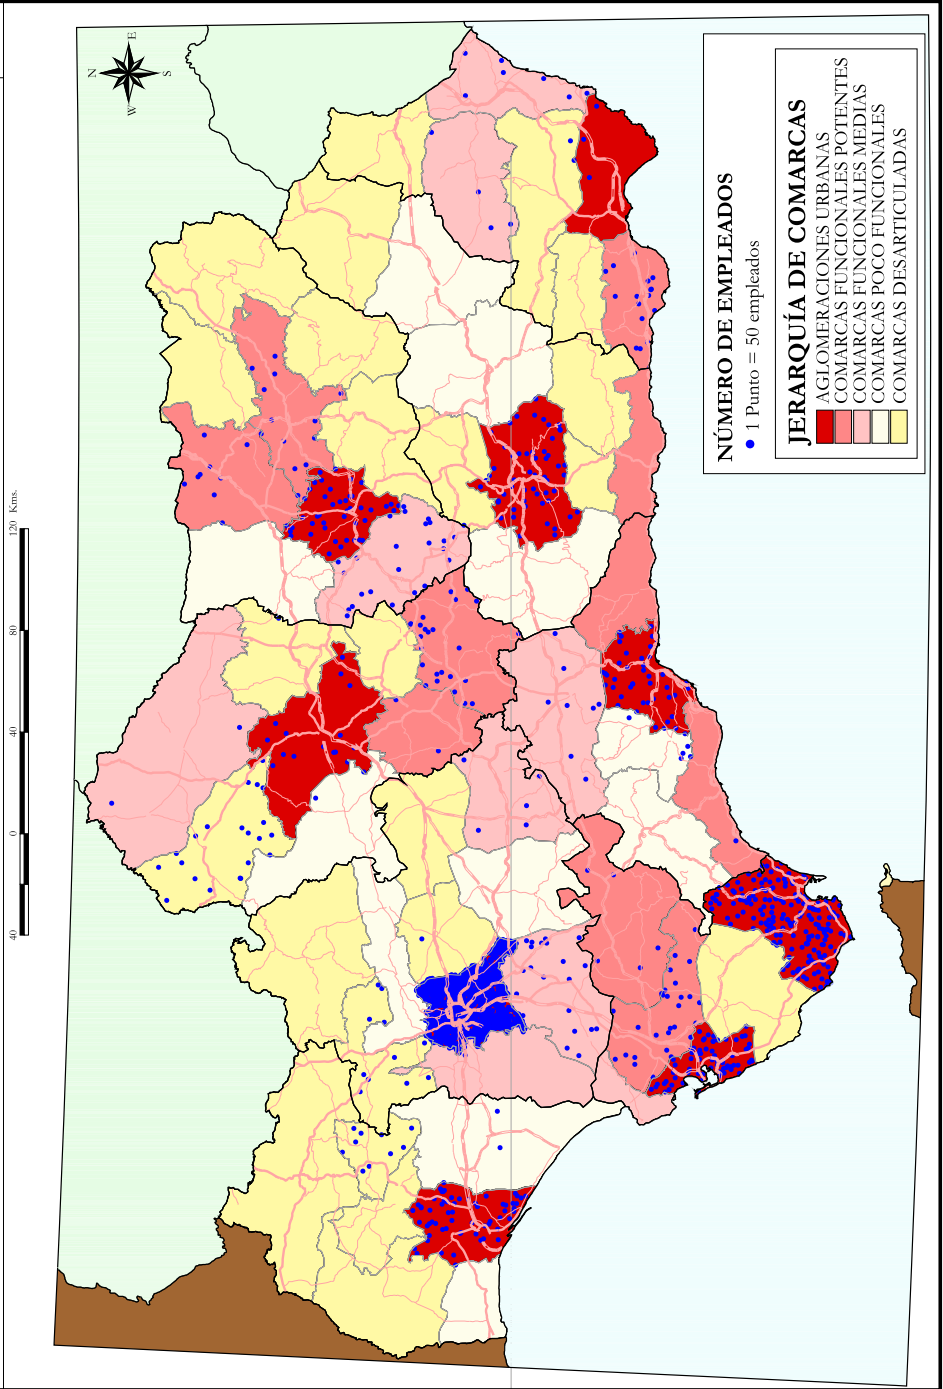 N
W E
S
40 0 40 80 120 Kms.
NÚMERO DE EMPLEADOS
1 Punto = 50 empleados
JERARQUÍA DE COMARCAS
AGLOMERACIONES URBANAS
COMARCAS FUNCIONALES POTENTES
COMARCAS FUNCIONALES MEDIAS
COMARCAS POCO FUNCIONALES
COMARCAS DESARTICULADAS